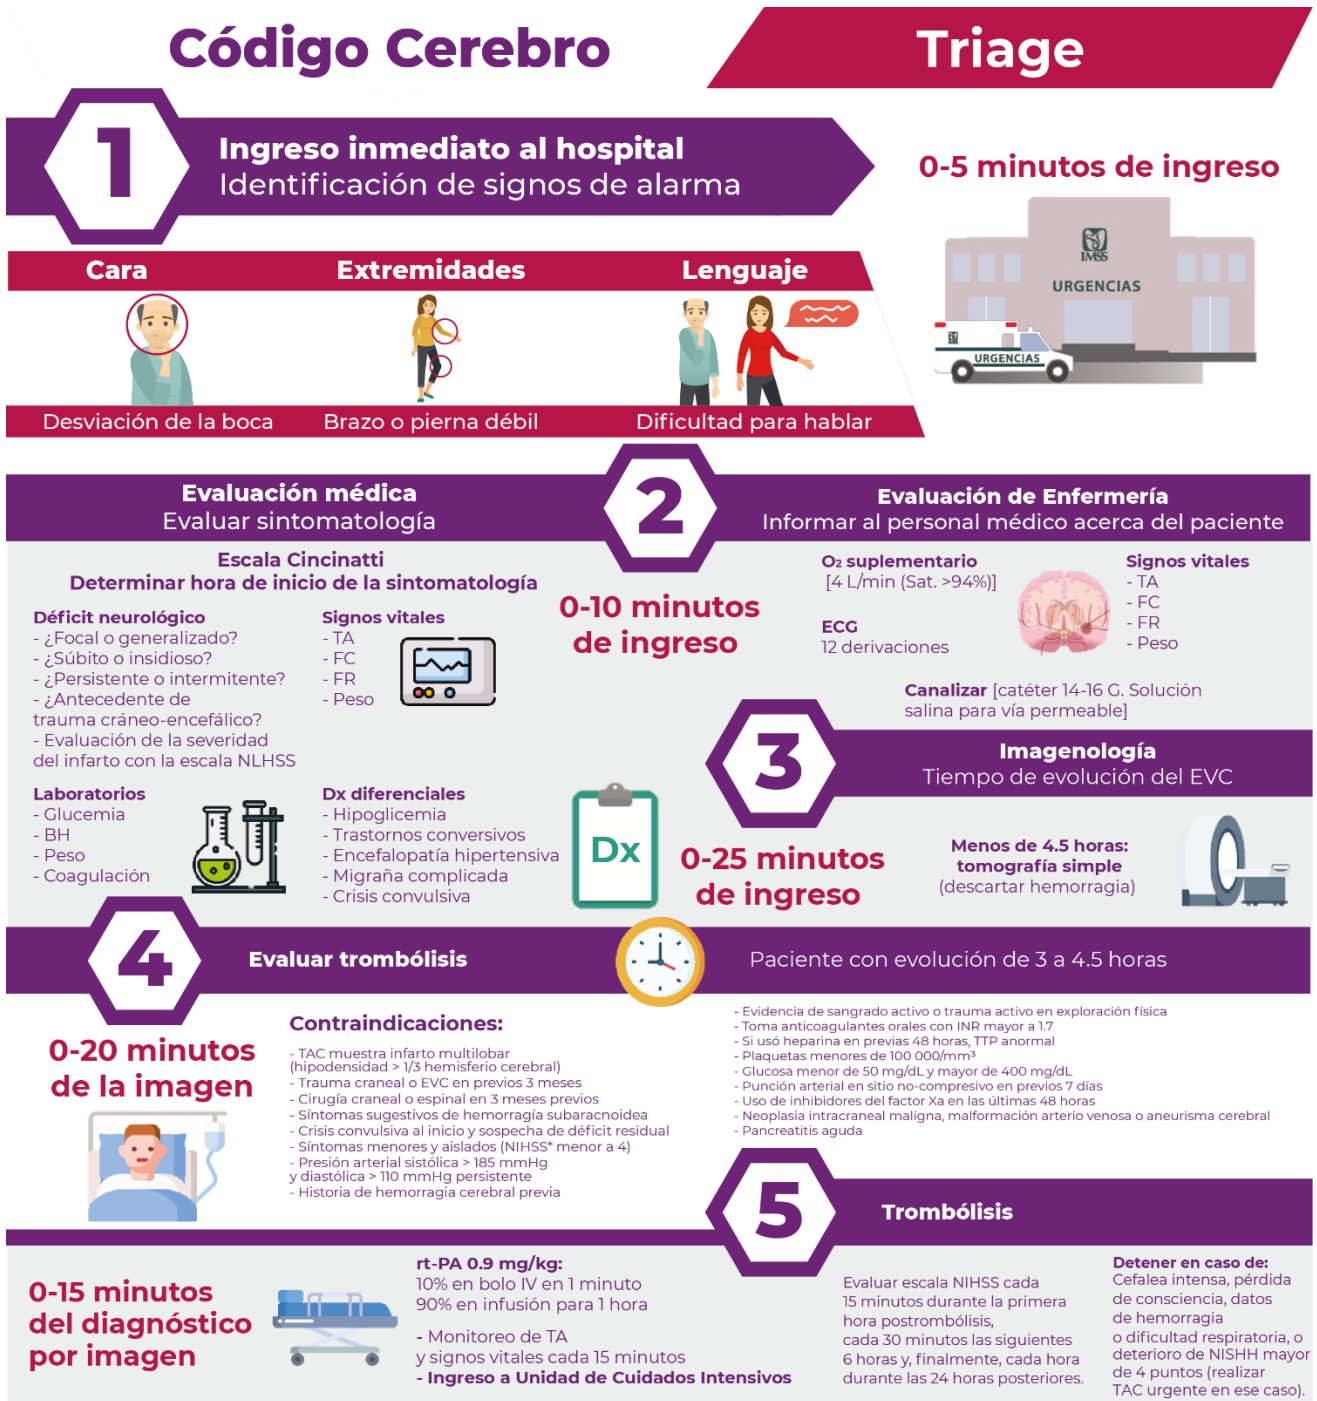 Código Cerebro
Triage
1
Ingreso inmediato al hospital
Identificación de signos de alarma
0-5 minutos de ingreso
IMSS
URGENCIAS
URGENCIAS
Cara
Extremidades
Lenguaje
Desviación de la boca
Brazo o pierna débil
Dificultad para hablar
2
Evaluación médica
Evaluar sintomatología
Evaluación de Enfermería
Informar al personal médico acerca del paciente
Escala Cincinatti
Determinar hora de inicio de la sintomatología
Déficit neurológico
- ¿Focal o generalizado?
- ¿Súbito o insidioso?
- ¿Persistente o intermitente?
- ¿Antecedente de
trauma cráneo-encefálico?
- Evaluación de la severidad
del infarto con la escala NLHSS
Signos vitales
- TA
- FC
- FR
- Peso
Laboratorios
- Glucemia
- BH
- Peso
- Coagulación
Dx diferenciales
- Hipoglicemia
- Trastornos conversivos
- Encefalopatía hipertensiva
- Migraña complicada
- Crisis convulsiva
Dx
0-10 minutos
de ingreso
O₂ suplementario
[4 L/min (Sat. >94%)]
ECG
12 derivaciones
Signos vitales
- TA
- FC
- FR
- Peso
Canalizar [catéter 14-16 G. Solución
salina para vía permeable]
3
Imagenología
Tiempo de evolución del EVC
0-25 minutos
de ingreso
Menos de 4.5 horas:
tomografía simple
(descartar hemorragia)
4
Evaluar trombólisis
Paciente con evolución de 3 a 4.5 horas
0-20 minutos
de la imagen
Contraindicaciones:
- TAC muestra infarto multilobar
(hipodensidad > 1/3 hemisferio cerebral)
- Trauma craneal o EVC en previos 3 meses
- Cirugía craneal o espinal en 3 meses previos
- Síntomas sugestivos de hemorragía subaracnoidea
- Crisis convulsiva al inicio y sospecha de déficit residual
- Síntomas menores y aislados (NIHSS* menor a 4)
- Presión arterial sistólica > 185 mmHg
y diastólica > 110 mmHg persistente
- Historia de hemorragia cerebral previa
- Evidencia de sangrado activo o trauma activo en exploración física
- Toma anticoagulantes orales con INR mayor a 1.7
- Si usó heparina en previas 48 horas, TTP anormal
- Plaquetas menores de 100 000/mm³
- Glucosa menor de 50 mg/dL y mayor de 400 mg/dL
- Punción arterial en sitio no-compresivo en previos 7 días
- Uso de inhibidores del factor Xa en las últimas 48 horas
- Neoplasia intracraneal maligna, malformación arterio venosa o aneurisma cerebral
- Pancreatitis aguda
5
Trombólisis
0-15 minutos
del diagnóstico
por imagen
rt-PA 0.9 mg/kg:
10% en bolo IV en 1 minuto
90% en infusión para 1 hora
- Monitoreo de TA
y signos vitales cada 15 minutos
- Ingreso a Unidad de Cuidados Intensivos
Evaluar escala NIHSS cada
15 minutos durante la primera
hora postrombólisis,
cada 30 minutos las siguientes
6 horas y, finalmente, cada hora
durante las 24 horas posteriores.
Detener en caso de:
Cefalea intensa, pérdida
de consciencia, datos
de hemorragia
o dificultad respiratoria, o
deterioro de NISHH mayor
de 4 puntos (realizar
TAC urgente en ese caso).